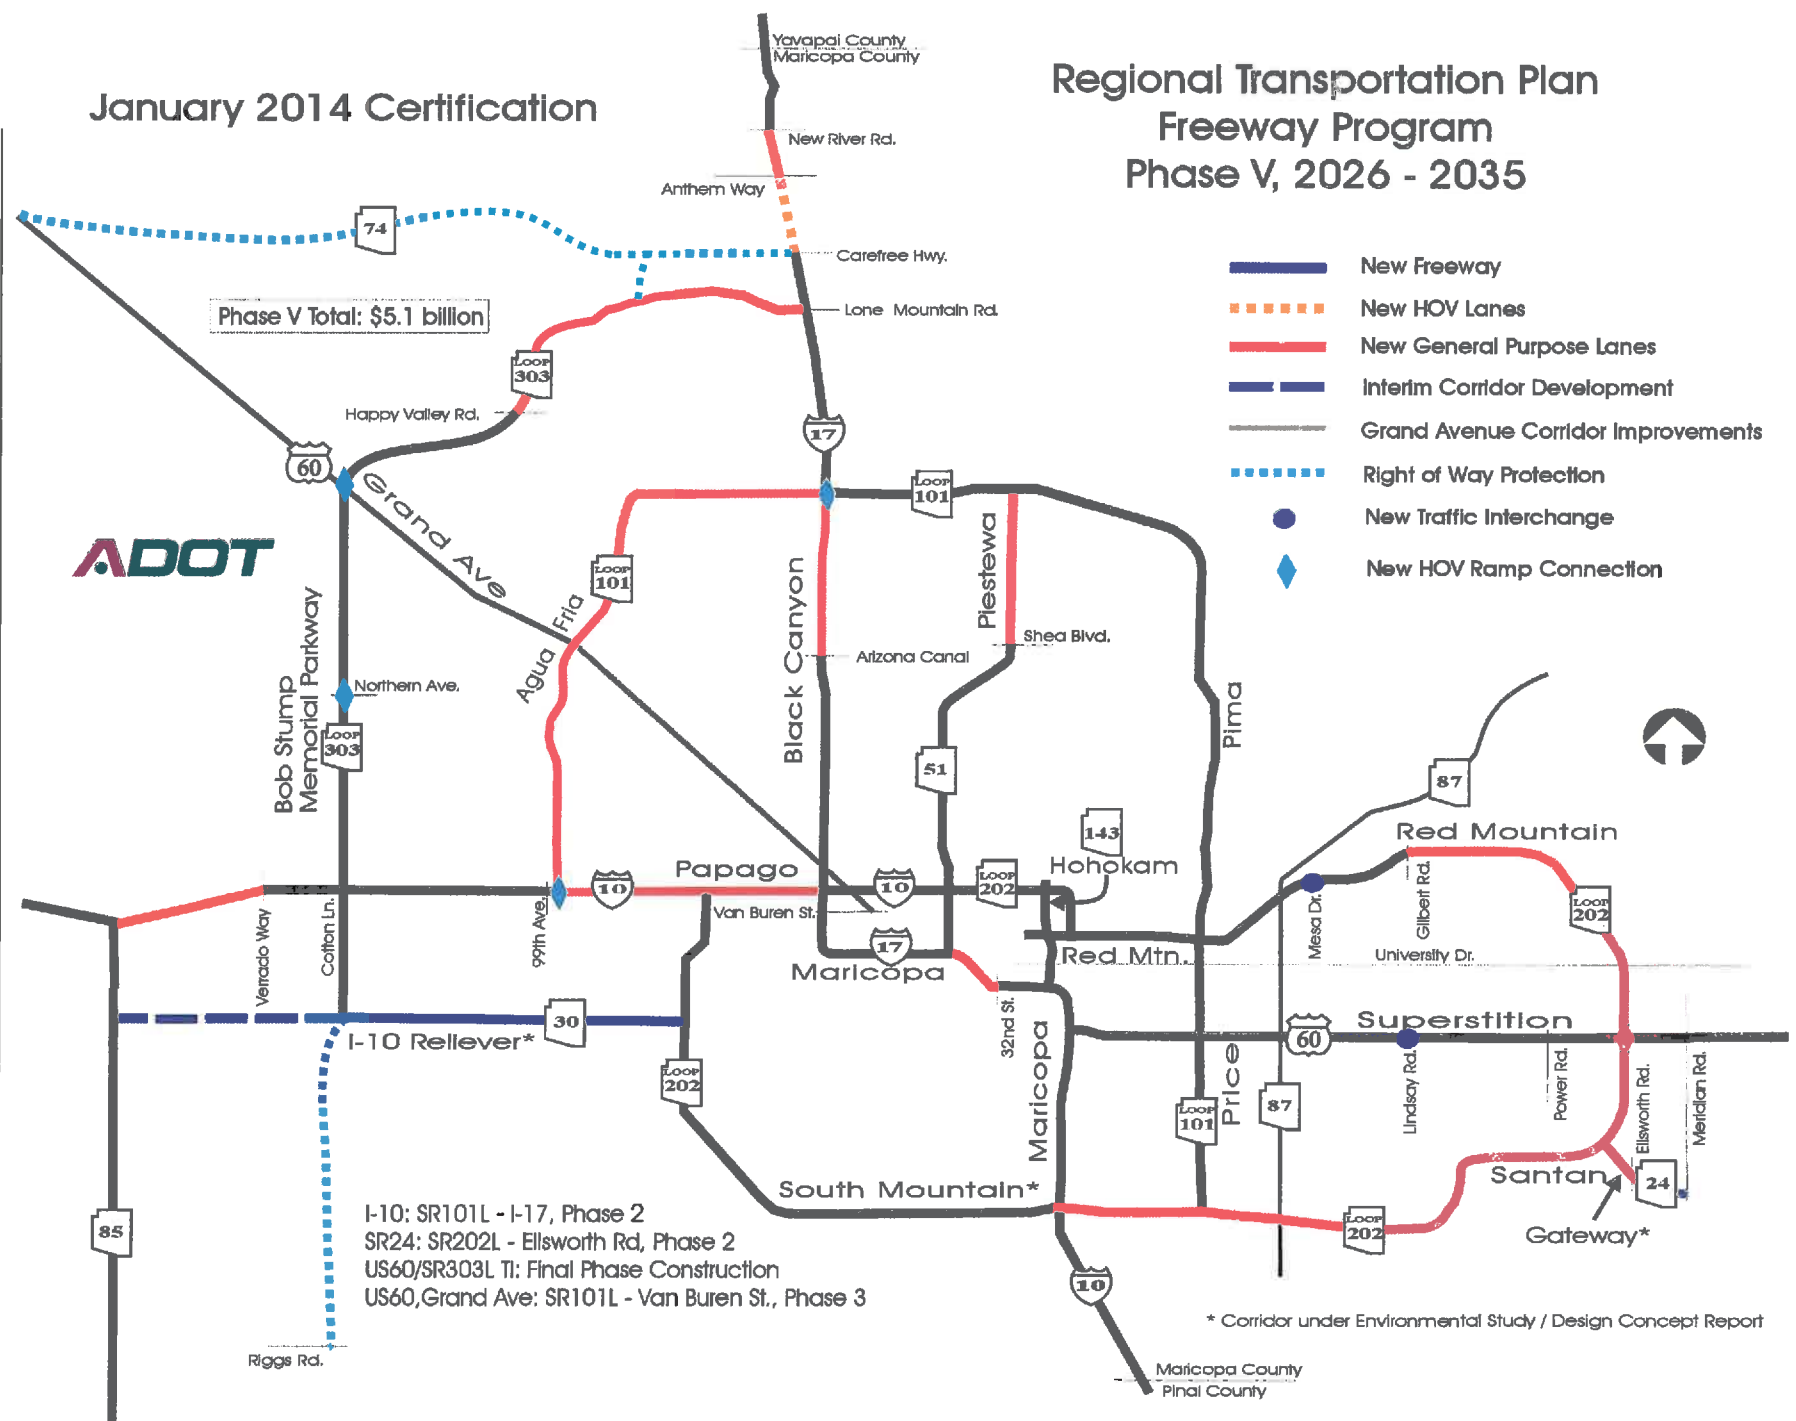 January 2014 Certification
Regional Transportation Plan
Freeway Program
Phase V, 2026 - 2035
Yavapai County
Maricopa County
New River Rd.
Anthem Way
74
Carefree Hwy.
Phase V Total: $5.1 billion
Lone Mountain Rd.
New Freeway
New HOV Lanes
New General Purpose Lanes
Interim Corridor Development
Grand Avenue Corridor Improvements
Right of Way Protection
New Traffic Interchange
New HOV Ramp Connection
LOOP
303
Happy Valley Rd.
17
60
Grand Ave
LOOP
101
ADOT
LOOP
101
Agua Fria
Black Canyon
Piestewa
Shea Blvd.
Arizona Canal
Northern Ave.
Bob Stump
Memorial Parkway
LOOP
303
Pima
51
87
143
Hohokam
Red Mountain
Papago
10
10
LOOP
202
Van Buren St.
17
Maricopa
Red Mtn.
Mesa Dr.
Gilbert Rd.
LOOP
202
University Dr.
Verrado Way
Cotton Ln.
99th Ave.
32nd St.
I-10 Reliever*
30
LOOP
202
Maricopa
Superstition
60
Price
LOOP
101
87
Lindsay Rd.
Power Rd.
Ellsworth Rd.
Meridian Rd.
Santan
24
Gateway*
South Mountain*
LOOP
202
85
I-10: SR101L - I-17, Phase 2
SR24: SR202L - Ellsworth Rd, Phase 2
US60/SR303L TI: Final Phase Construction
US60,Grand Ave: SR101L - Van Buren St., Phase 3
10
* Corridor under Environmental Study / Design Concept Report
Riggs Rd.
Maricopa County
Pinal County